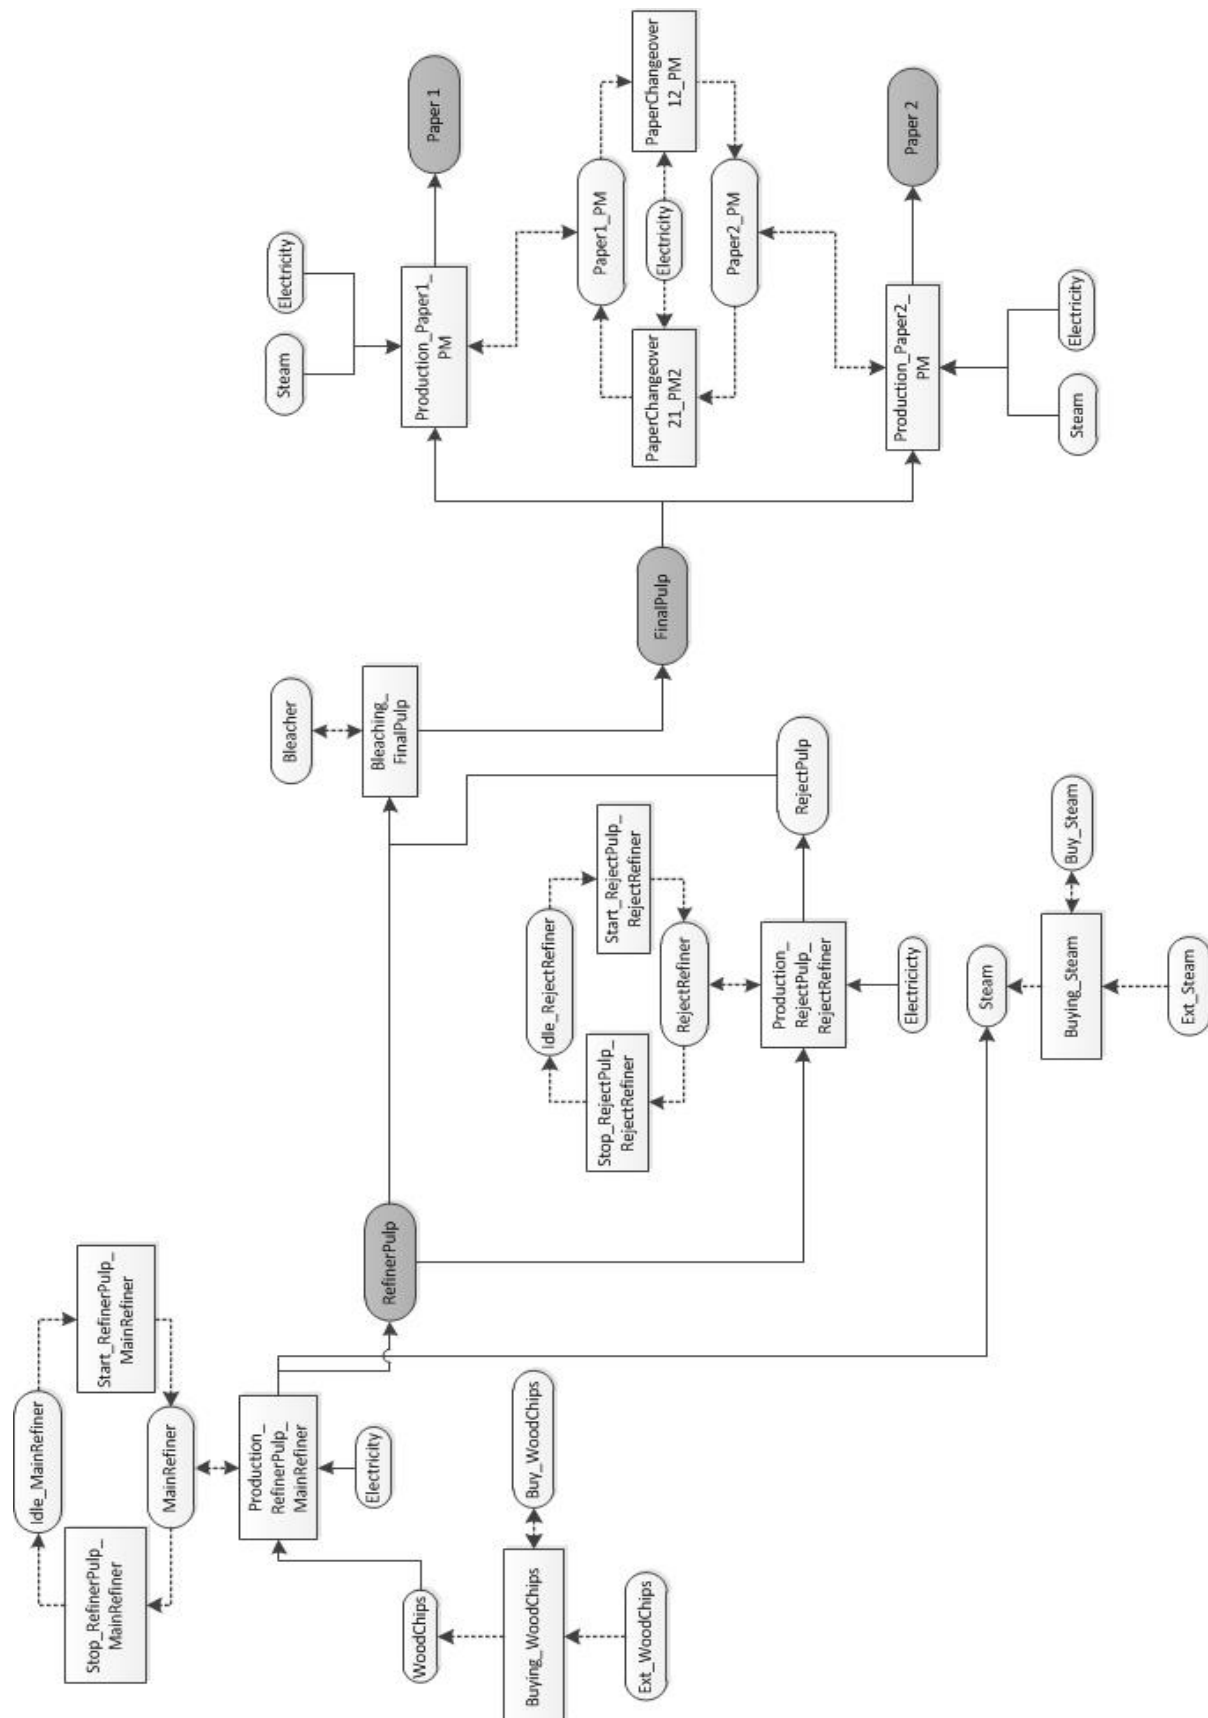 Idle_MainRefiner
Stop_RefinerPulp_
MainRefiner
Start_RefinerPulp_
MainRefiner
MainRefiner
Production_
RefinerPulp_
MainRefiner
Electricity
WoodChips
Buying_WoodChips
Buy_WoodChips
Ext_WoodChips
RefinerPulp
Idle_RejectRefiner
Stop_RejectPulp_
RejectRefiner
Start_RejectPulp_
RejectRefiner
RejectRefiner
Production_
RejectPulp_
RejectRefiner
Electricicty
RejectPulp
Steam
Buying_Steam
Buy_Steam
Ext_Steam
Bleacher
Bleaching_
FinalPulp
FinalPulp
Steam
Electricity
Production_Paper1_
PM
Paper 1
Paper1_PM
PaperChangeover
21_PM2
Electricity
PaperChangeover
12_PM
Paper2_PM
Production_Paper2_
PM
Paper 2
Steam
Electricity